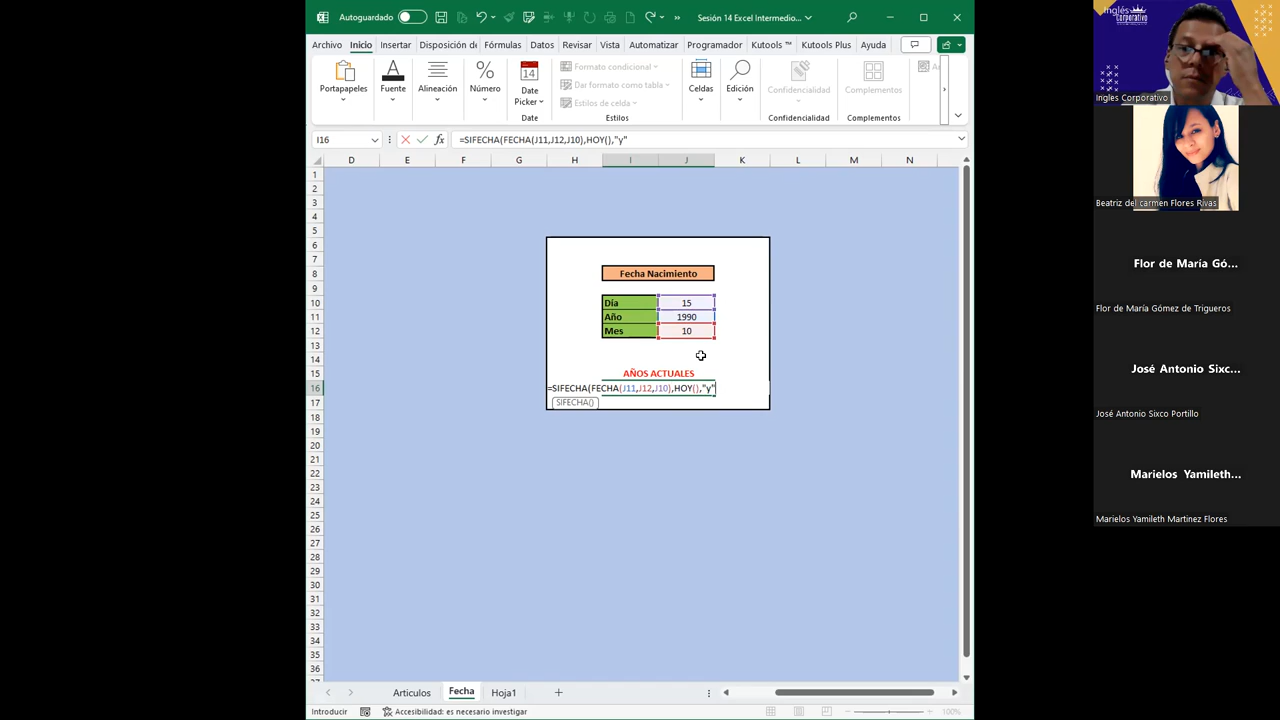 Autoguardado
Sesión 14 Excel Intermedio...
Archivo Inicio Insertar Disposición de Fórmulas Datos Revisar Vista Automatizar Programador Kutools ™ Kutools Plus Ayuda
Portapapeles
Fuente
Alineación
Número
14
Date
Picker
Formato condicional
Dar formato como tabla
Estilos de celda
Estilos
Celdas
Edición
Confidencialidad
Confidencialidad
Complementos
Complementos
I16
fx
=SIFECHA(FECHA(J11,J12,J10),HOY(),"y"
D E F G H I J K L M N
1
2
3
4
5
6
7
8 Fecha Nacimiento
9
10 Día 15
11 Año 1990
12 Mes 10
13
14
15 AÑOS ACTUALES
16 =SIFECHA(FECHA(J11,J12,J10),HOY(),"y"
17 SIFECHA()
18
19
20
21
22
23
24
25
26
27
28
29
30
31
32
33
34
35
36
Articulos Fecha Hoja1
Introducir Accesibilidad: es necesario investigar 100%
Inglés
Corporativo
Ingles Corporativo
Beatriz del carmen Flores Rivas
Flor de María Gó...
Flor de María Gómez de Trigueros
José Antonio Sixc...
José Antonio Sixco Portillo
Marielos Yamileth...
Marielos Yamileth Martinez Flores